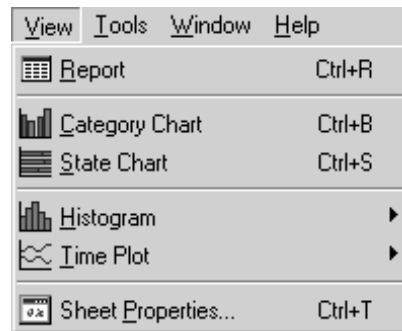 View Tools Window Help
Report Ctrl+R
Category Chart Ctrl+B
State Chart Ctrl+S
Histogram
Time Plot
Sheet Properties... Ctrl+T